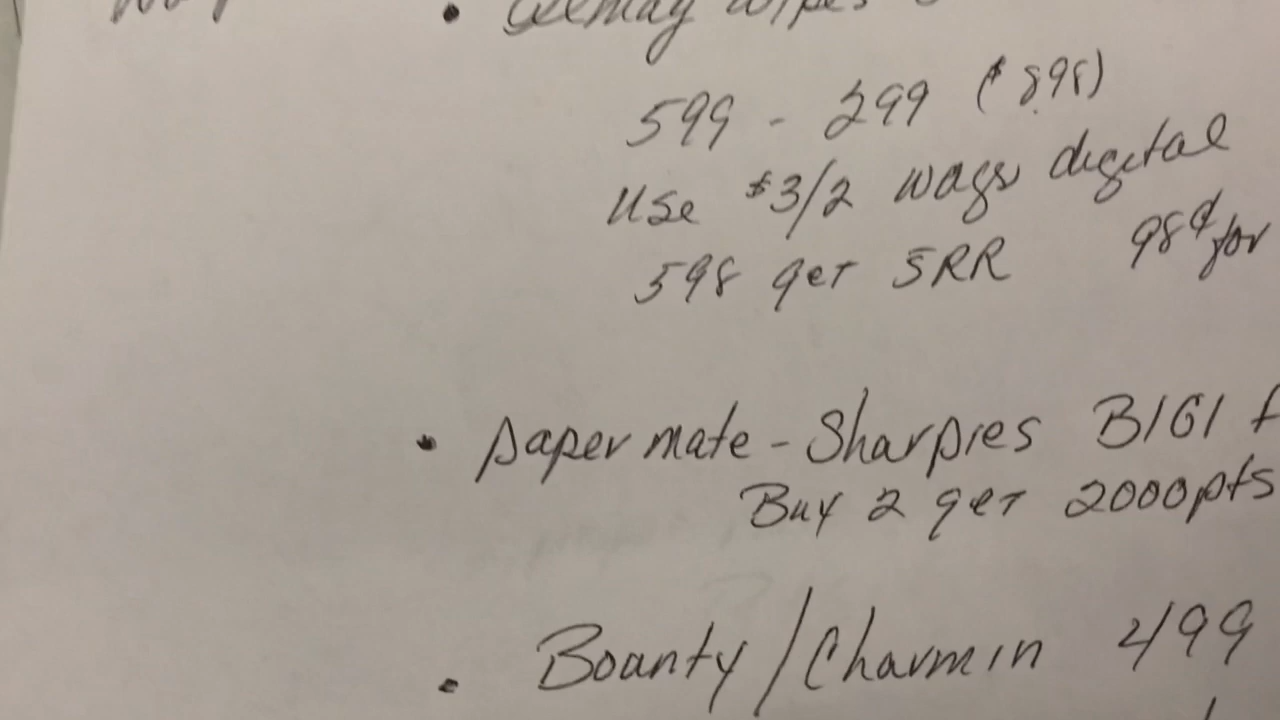 wipes
599 - 299 ($ 898)
Use $3/2 wags digital
598 get 5RR 98¢ for
• papermate - Sharpies B1G1 f
Buy 2 get 2000pts
• Bounty / Charmin 499